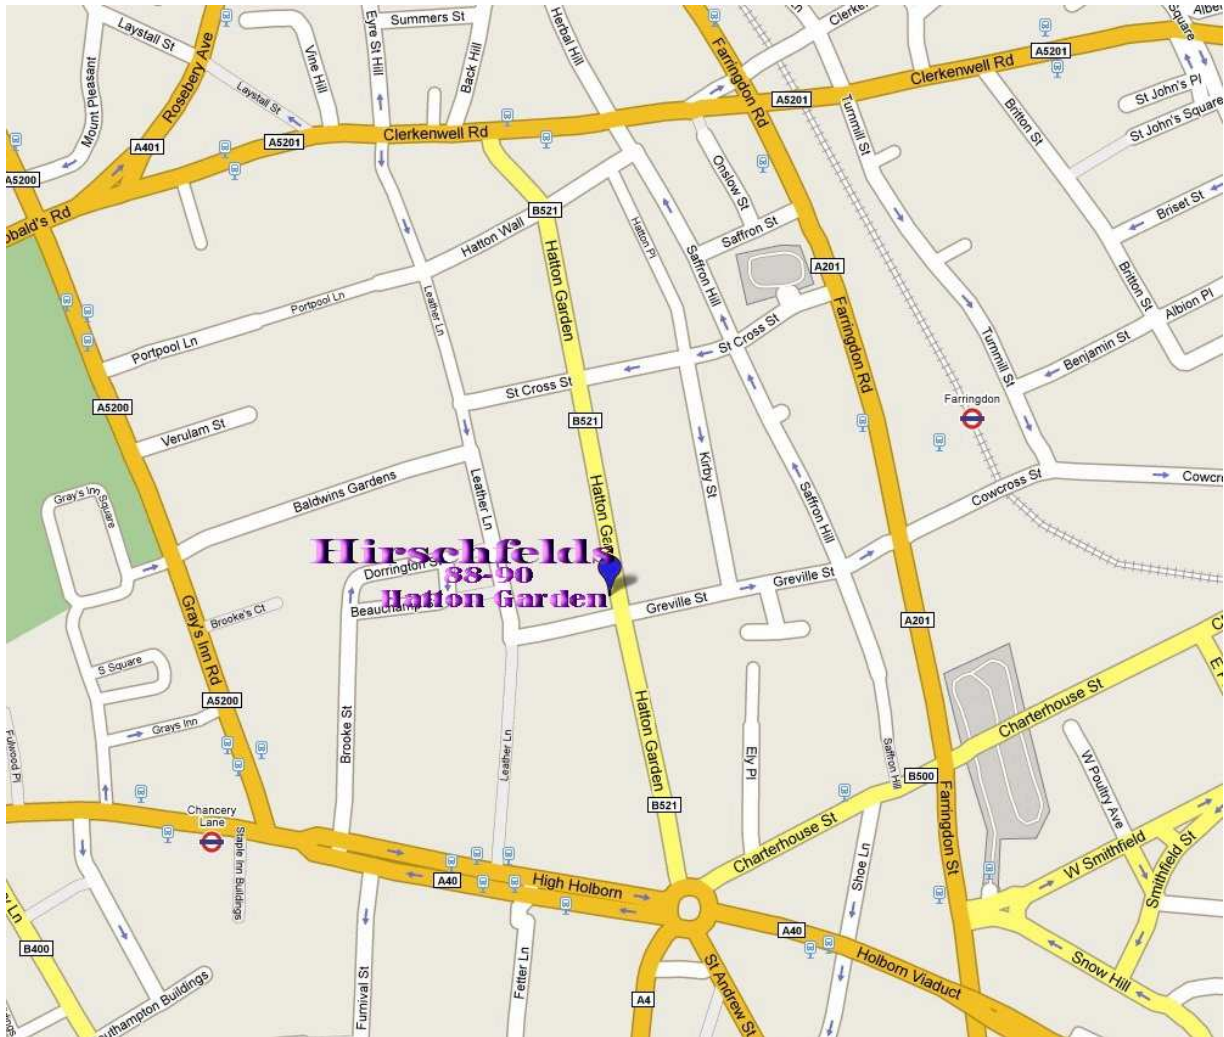 Summers St
Laystall St
Eyre St Hill
Herbal Hill
Vine Hill
Back Hill
Rosebery Ave
Mount Pleasant
Farringdon Rd
A5201
Clerkenwell Rd
Laystall St
A5201
A5201
Clerkenwell Rd
A401
A5200
Turnmill St
Britton St
St John's Pl
St John's Square
Onslow St
Saffron St
B521
Hatton Wall
Hatton Pl
Saffron Hill
Briset St
A201
Hatton Garden
Leather Ln
Portpool Ln
Portpool Ln
St Cross St
St Cross St
Farringdon Rd
Turnmill St
Britton St
Albion Pl
Benjamin St
A5200
B521
Farringdon
Verulam St
Kirby St
Baldwins Gardens
Leather Ln
Saffron Hill
Cowcross St
Gray's Inn Square
Hirschfelds
88-90
Hatton Garden
Dorrington St
Greville St
Greville St
Brooke's Ct
A201
Gray's Inn Rd
S Square
A5200
Grays Inn
Brooke St
Leather Ln
Hatton Garden
Ely Pl
Charterhouse St
Saffron Hill
B500
Fulwood Pl
W Poultry Ave
B521
Chancery
Lane
Charterhouse St
Staple Inn Buildings
Shoe Ln
Farringdon St
W Smithfield
Smithfield St
A40
High Holborn
A40
Holborn Viaduct
B400
Furnival St
Fetter Ln
St Andrew St
Snow Hill
A4